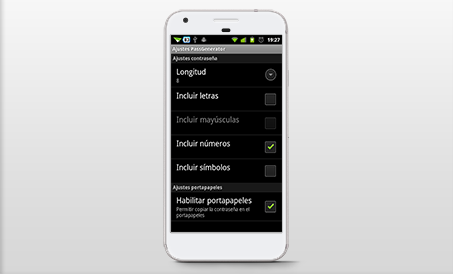 19:27
Ajustes PassGenerator
Ajustes contraseña
Longitud
8
Incluir letras
Incluir mayúsculas
Incluir números
Incluir símbolos
Ajustes portapapeles
Habilitar portapapeles
Permitir copiar la contraseña en el
portapapeles